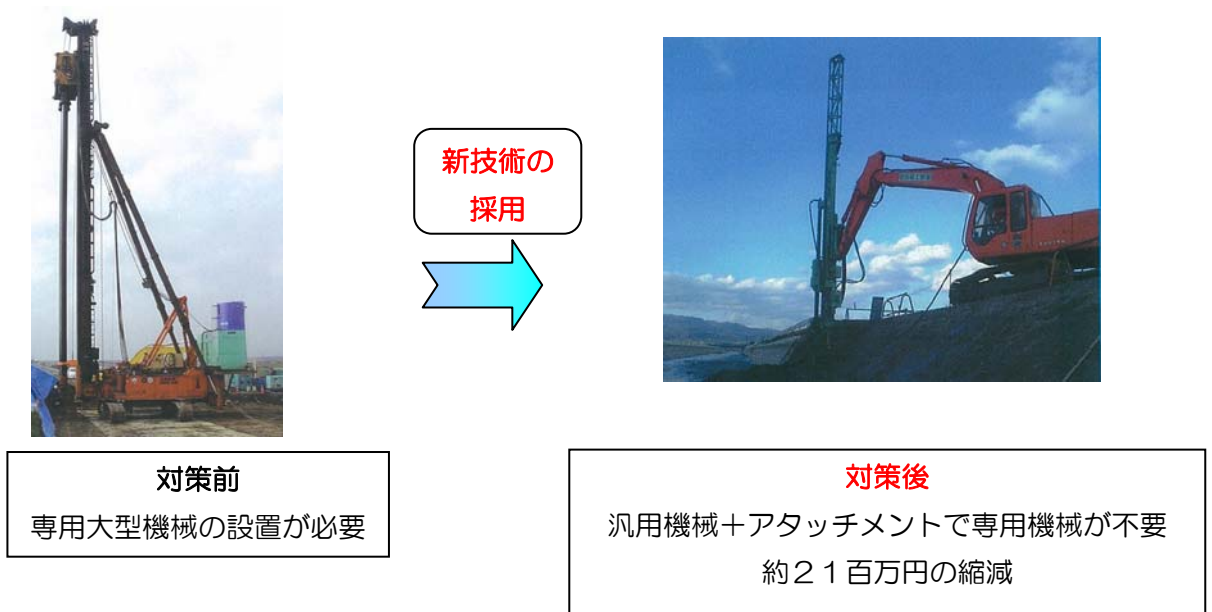 新技術の
採用
対策前
専用大型機械の設置が必要
対策後
汎用機械＋アタッチメントで専用機械が不要
約２１百万円の縮減